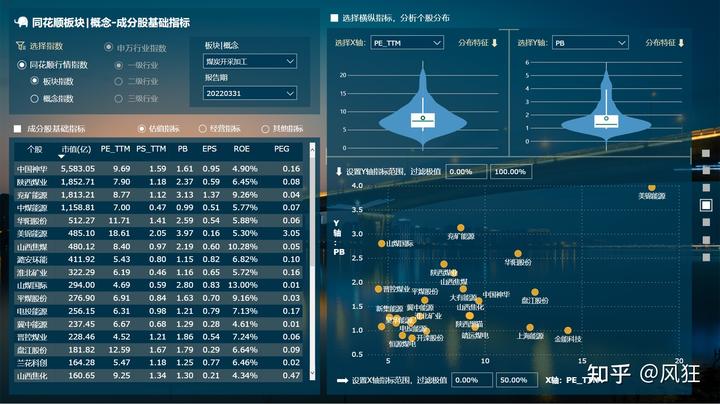 同花顺板块|概念-成分股基础指标
选择指数
申万行业指数
同花顺行情指数
一级行业
板块指数
二级行业
概念指数
三级行业
板块|概念
煤炭开采加工
报告期
20220331
成分股基础指标
估值指标
经营指标
其他指标
个股 市值(亿) PE_TTM PS_TTM PB EPS ROE PEG
中国神华 5,583.05 9.69 1.59 1.61 0.95 4.90% 0.16
陕西煤业 1,852.71 7.90 1.18 2.37 0.59 6.45% 0.08
兖矿能源 1,813.21 8.77 1.12 3.13 1.37 9.26% 0.04
中煤能源 1,158.81 7.00 0.47 0.99 0.51 5.77% 0.07
华阳股份 512.27 11.71 1.41 2.59 0.54 5.88% 0.06
美锦能源 485.10 18.61 2.05 3.97 0.16 5.30% 3.05
山西焦煤 480.12 8.40 0.97 2.19 0.60 10.28% 0.05
潞安环能 411.92 5.43 0.80 1.15 0.82 6.82% 0.10
淮北矿业 322.29 6.19 0.46 1.16 0.65 5.72% 0.16
山煤国际 294.00 4.69 0.59 2.80 0.83 13.00% 0.01
平煤股份 276.90 6.91 0.84 1.63 0.70 9.16% 0.03
电投能源 256.15 6.31 0.98 1.21 0.79 7.13% 0.17
冀中能源 237.45 6.67 0.68 1.29 0.28 4.61% 0.01
晋控煤业 228.46 4.52 1.21 1.86 0.54 7.24% 0.06
盘江股份 181.82 12.59 1.67 1.79 0.29 6.64% 0.09
兰花科创 164.28 5.47 1.18 1.25 0.77 6.46% 0.02
山西焦化 160.65 9.25 1.34 1.30 0.21 4.34% 0.47
选择横纵指标，分析个股分布
选择X轴:
PE_TTM
分布特征
选择Y轴:
PB
分布特征
20
15
10
5
0
6
5
4
3
2
1
0
-1
设置Y轴指标范围，过滤极值
0.00%
100.00%
Y
轴
:
PB
4.0
3.5
3.0
2.5
2.0
1.5
1.0
0.5
美锦能源
兖矿能源
山煤国际
华阳股份
陕西煤业
山西焦煤
晋控煤业
平煤股份
大有能源
中国神华
盘江股份
新集能源
冀中能源
山西焦化
淮北矿业
电投能源
陕西黑猫
开滦股份
恒源煤电
靖远煤电
上海能源
金能科技
5
10
15
20
设置X轴指标范围，过滤极值
0.00%
50.00%
X轴: PE_TTM
知乎 @风狂